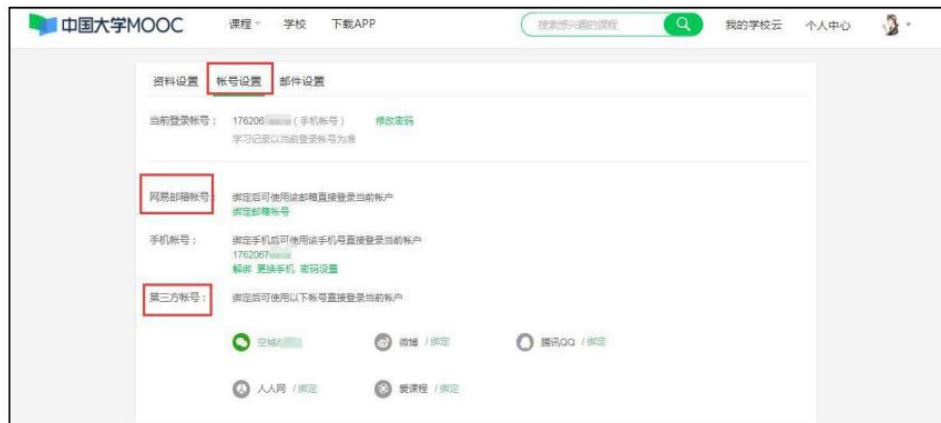 中国大学MOOC 课程 学校 下载APP 搜索感兴趣的课程 我的学校云 个人中心
资料设置 帐号设置 邮件设置
当前登录帐号： 176206 （手机帐号） 修改密码
学习记录以当前登录帐号为准
网易邮箱帐号： 绑定后可使用该邮箱直接登录当前帐户
绑定邮箱帐号
手机帐号： 绑定手机后可使用该手机号直接登录当前帐户
1762067
解绑 更换手机 密码设置
第三方帐号： 绑定后可使用以下帐号直接登录当前帐户
空城 微博 / 绑定 腾讯QQ / 绑定
人人网 / 绑定 爱课程 / 绑定